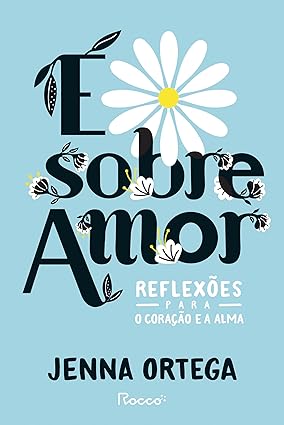 É
sobre
Amor
REFLEXÕES
PARA
O CORAÇÃO E A ALMA
JENNA ORTEGA
Rocco